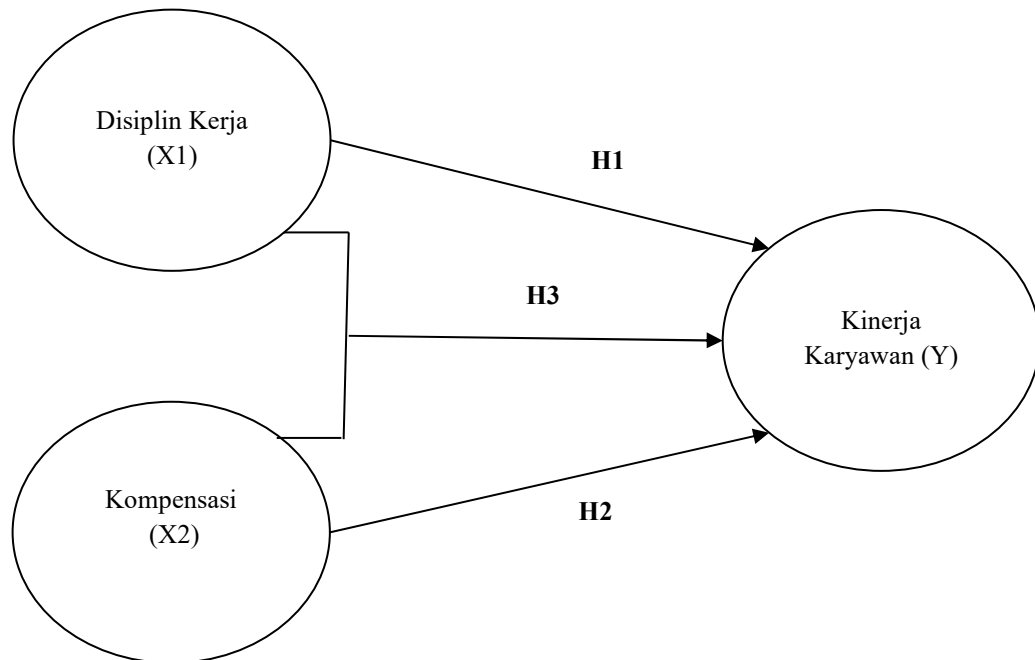 Disiplin Kerja
(X1)
H1
H3
Kinerja
Karyawan (Y)
Kompensasi
(X2)
H2